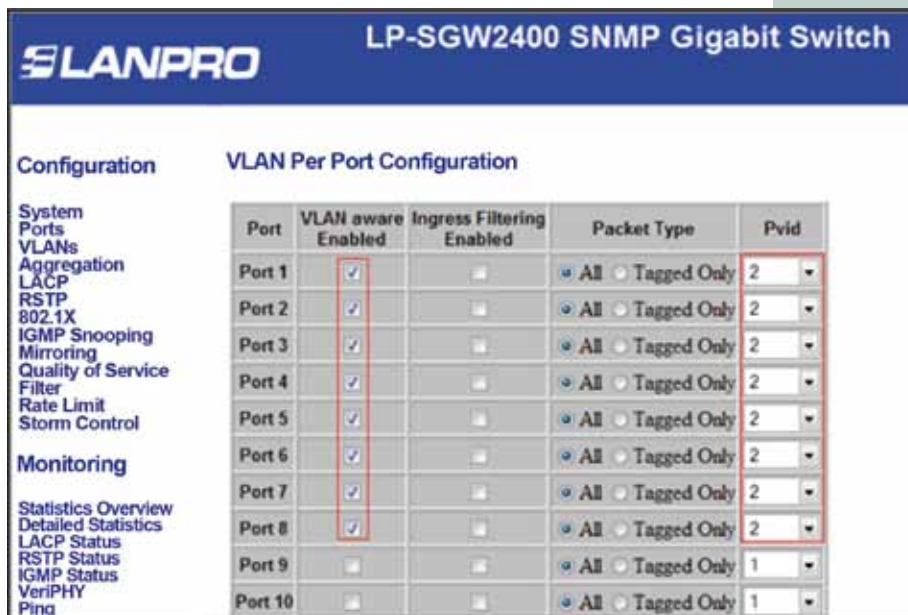 LANPRO
LP-SGW2400 SNMP Gigabit Switch
Configuration
System
Ports
VLANs
Aggregation
LACP
RSTP
802.1X
IGMP Snooping
Mirroring
Quality of Service
Filter
Rate Limit
Storm Control
Monitoring
Statistics Overview
Detailed Statistics
LACP Status
RSTP Status
IGMP Status
VeriPHY
Ping
VLAN Per Port Configuration
Port VLAN aware Enabled Ingress Filtering Enabled Packet Type Pvid
Port 1 All Tagged Only 2
Port 2 All Tagged Only 2
Port 3 All Tagged Only 2
Port 4 All Tagged Only 2
Port 5 All Tagged Only 2
Port 6 All Tagged Only 2
Port 7 All Tagged Only 2
Port 8 All Tagged Only 2
Port 9 All Tagged Only 1
Port 10 All Tagged Only 1